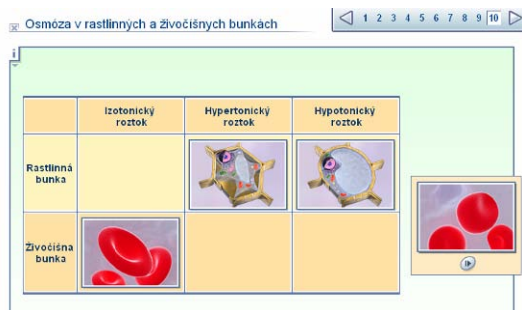 Osmóza v rastlinných a živočíšnych bunkách
1 2 3 4 5 6 7 8 9 10
i
Izotonický
roztok
Hypertonický
roztok
Hypotonický
roztok
Rastlinná
bunka
Živočíšna
bunka